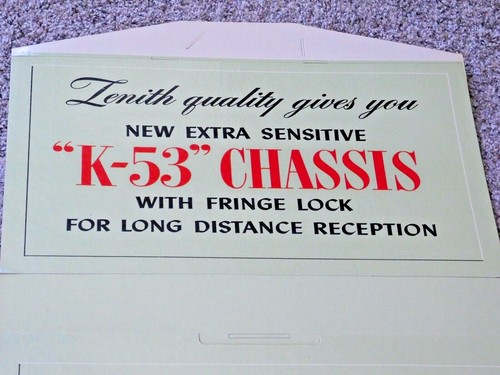 Zenith quality gives you
NEW EXTRA SENSITIVE
"K-53" CHASSIS
WITH FRINGE LOCK
FOR LONG DISTANCE RECEPTION